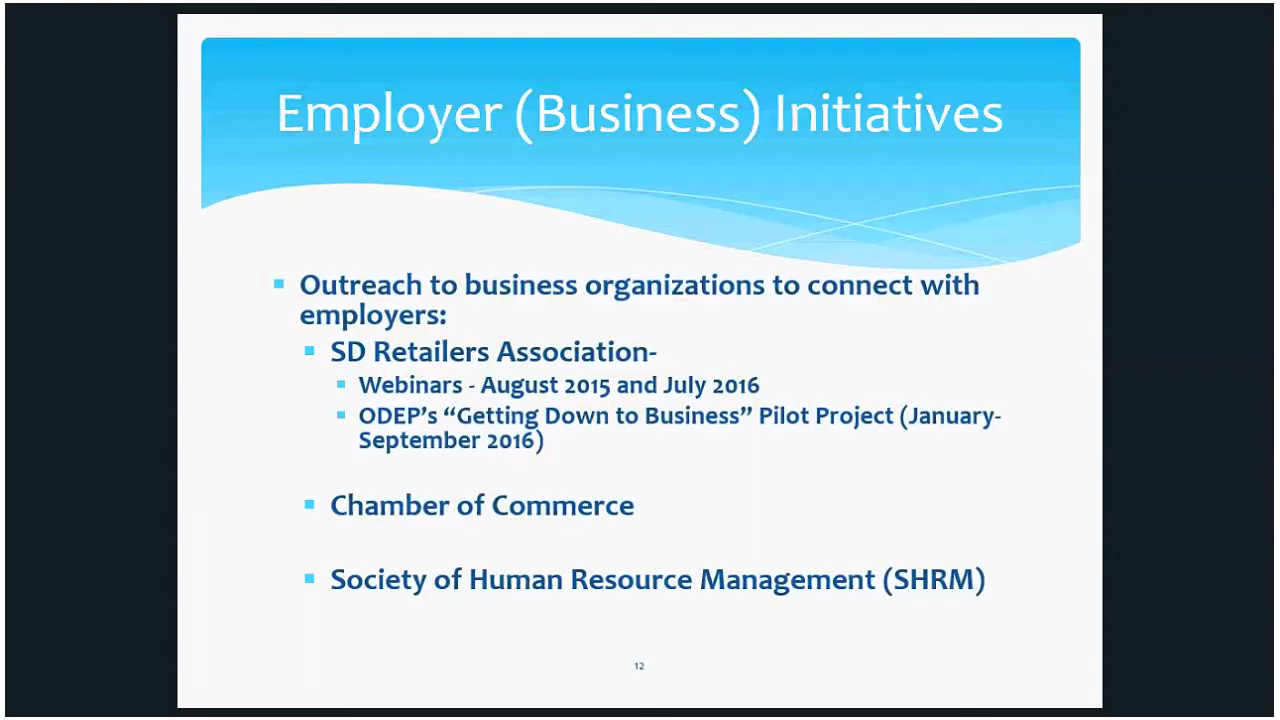 Employer (Business) Initiatives
Outreach to business organizations to connect with
employers:
SD Retailers Association-
Webinars - August 2015 and July 2016
ODEP’s “Getting Down to Business” Pilot Project (January-
September 2016)
Chamber of Commerce
Society of Human Resource Management (SHRM)
12